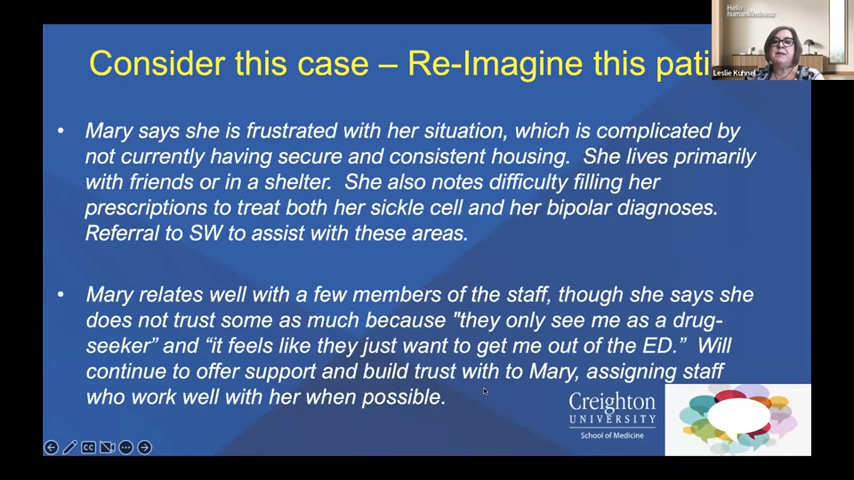 Hello
humankindness
Leslie Kuhnel
Consider this case – Re-Imagine this pati
• Mary says she is frustrated with her situation, which is complicated by
not currently having secure and consistent housing. She lives primarily
with friends or in a shelter. She also notes difficulty filling her
prescriptions to treat both her sickle cell and her bipolar diagnoses.
Referral to SW to assist with these areas.
• Mary relates well with a few members of the staff, though she says she
does not trust some as much because "they only see me as a drug-
seeker” and “it feels like they just want to get me out of the ED.” Will
continue to offer support and build trust with to Mary, assigning staff
who work well with her when possible.
Creighton
UNIVERSITY
School of Medicine
CC